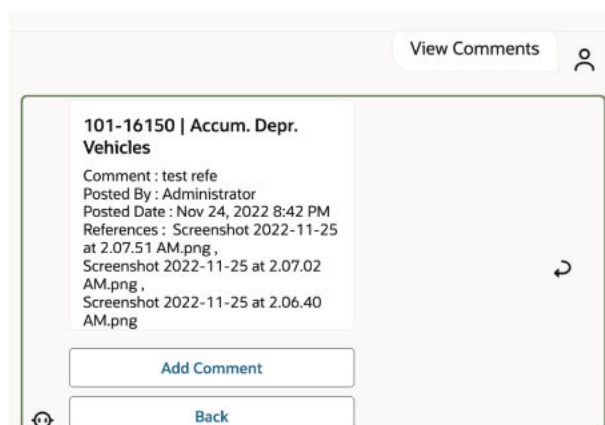 View Comments
101-16150 | Accum. Depr.
Vehicles
Comment : test refe
Posted By : Administrator
Posted Date : Nov 24, 2022 8:42 PM
References : Screenshot 2022-11-25
at 2.07.51 AM.png ,
Screenshot 2022-11-25 at 2.07.02
AM.png ,
Screenshot 2022-11-25 at 2.06.40
AM.png
Add Comment
Back